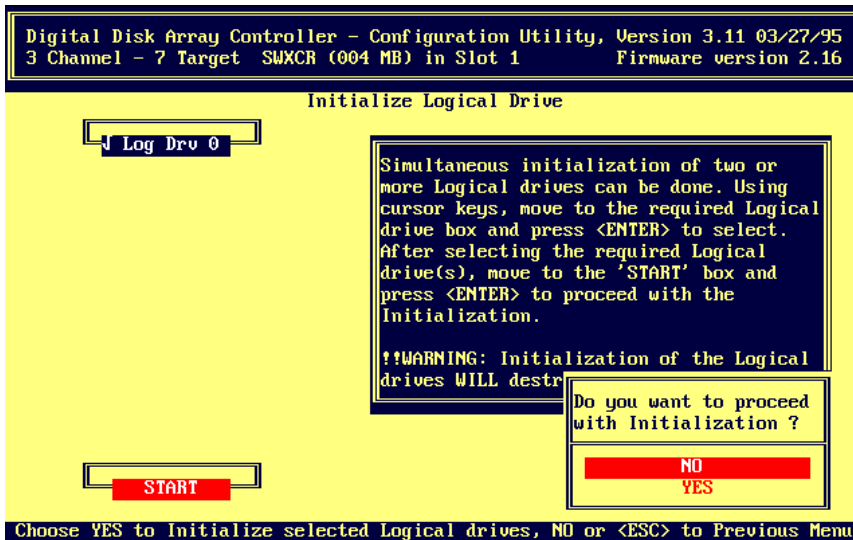 Digital Disk Array Controller - Configuration Utility, Version 3.11 03/27/95
3 Channel - 7 Target SWXCR (004 MB) in Slot 1 Firmware version 2.16
Initialize Logical Drive
√ Log Drv 0
Simultaneous initialization of two or
more Logical drives can be done. Using
cursor keys, move to the required Logical
drive box and press <ENTER> to select.
After selecting the required Logical
drive(s), move to the 'START' box and
press <ENTER> to proceed with the
Initialization.
!!WARNING: Initialization of the Logical
drives WILL destr
Do you want to proceed
with Initialization ?
NO
YES
START
Choose YES to Initialize selected Logical drives, NO or <ESC> to Previous Menu